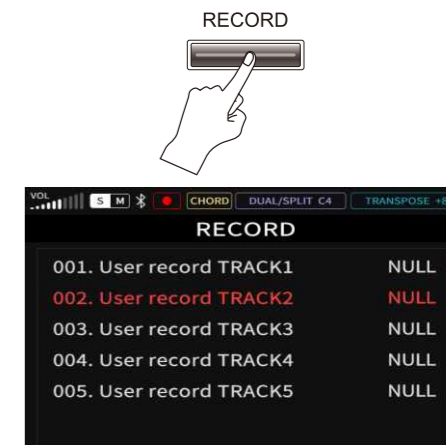 RECORD
VOL S M CHORD DUAL/SPLIT C4 TRANSPOSE +8
RECORD
001. User record TRACK1 NULL
002. User record TRACK2 NULL
003. User record TRACK3 NULL
004. User record TRACK4 NULL
005. User record TRACK5 NULL